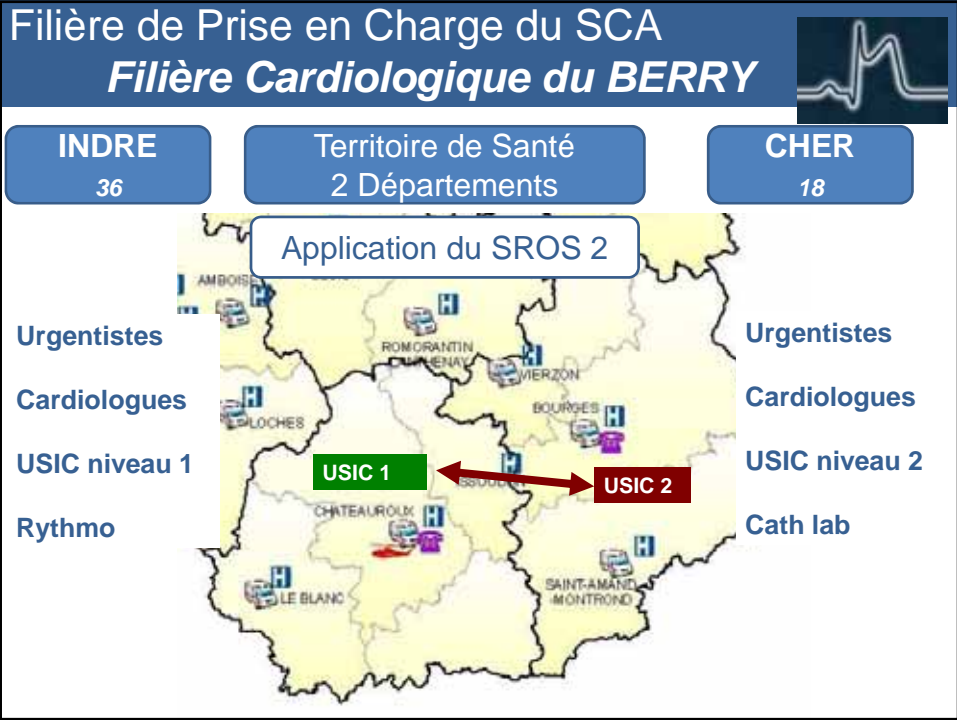 Filière de Prise en Charge du SCA
Filière Cardiologique du BERRY
INDRE
36
Territoire de Santé
2 Départements
CHER
18
Application du SROS 2
Urgentistes
Cardiologues
USIC niveau 1
Rythmo
AMBOISE
ROMORANTIN
VIERZON
LOCHES
BOURGES
USIC 1
USIC 2
CHATEAUROUX
LE BLANC
SAINT-AMAND
-MONTROND
Urgentistes
Cardiologues
USIC niveau 2
Cath lab